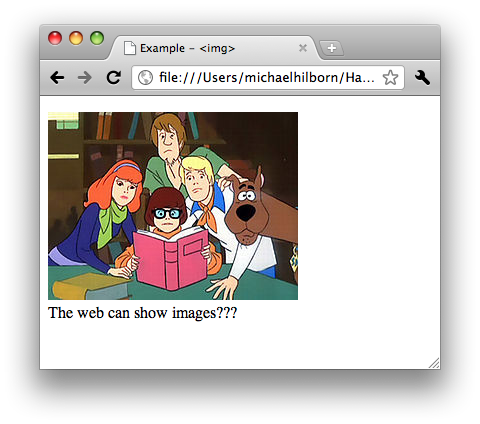 Example - <img>
file:///Users/michaelhilborn/Ha...
The web can show images???